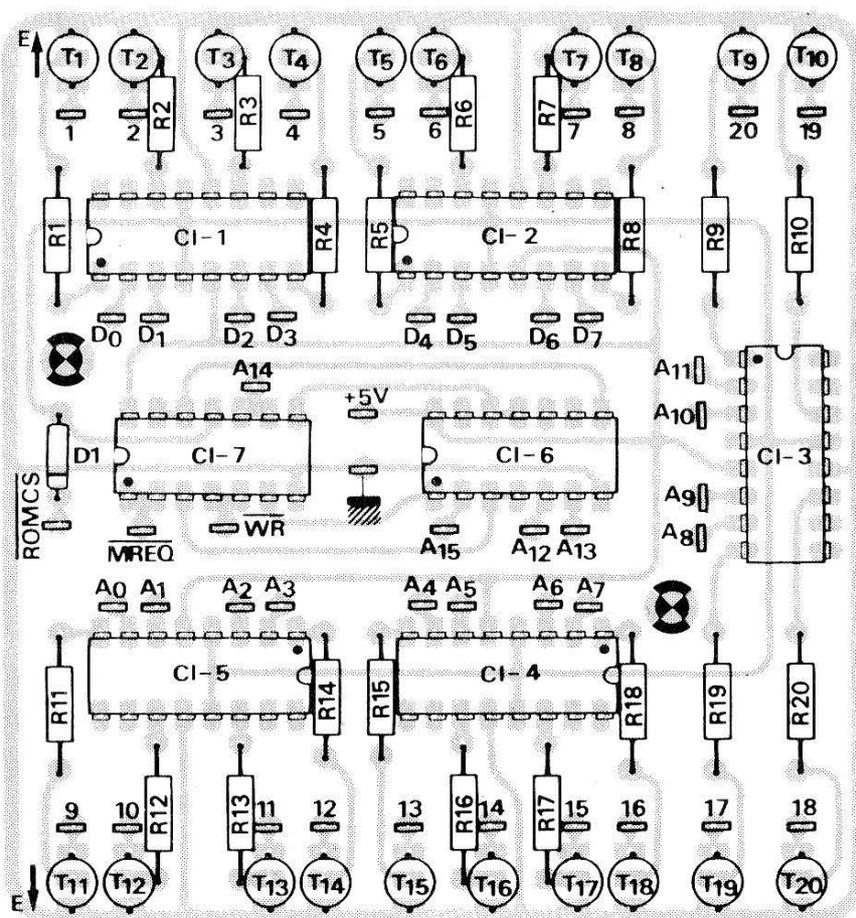 E T1 T2 T3 T4 T5 T6 T7 T8 T9 T10
R2 R3 R6 R7
1 2 3 4 5 6 7 8 20 19
R1 CI-1 R4 R5 CI-2 R8 R9 R10
D0 D1 D2 D3 D4 D5 D6 D7
A14 A11
+5V A10
D1 CI-7 CI-6 CI-3
A9
ROMCS MREQ WR A15 A12 A13 A8
A0 A1 A2 A3 A4 A5 A6 A7
R11 CI-5 R14 R15 CI-4 R18 R19 R20
R12 R13 R16 R17
9 10 11 12 13 14 15 16 17 18
E T11 T12 T13 T14 T15 T16 T17 T18 T19 T20